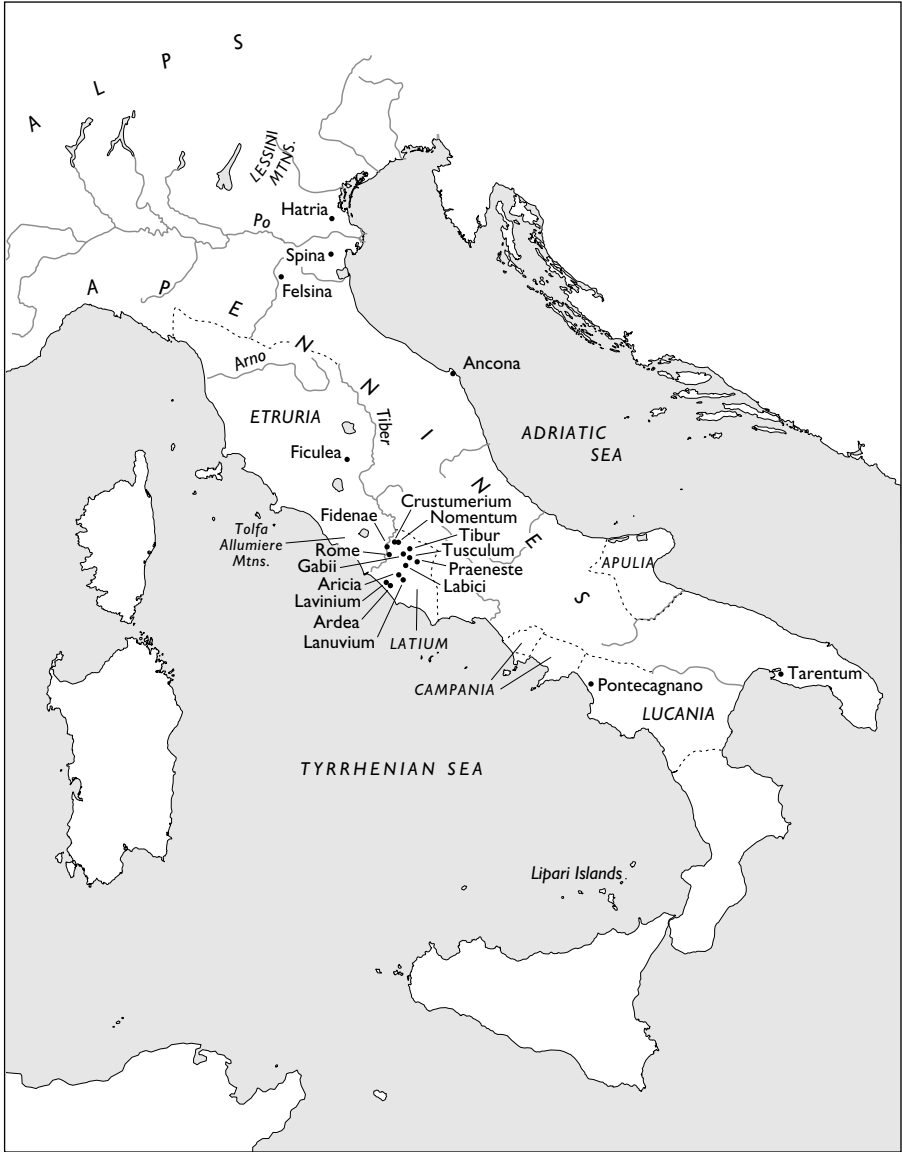 ALPS
LESSINI
MTNS.
Hatria
Po
Spina
Felsina
APENNINES
Arno
Ancona
ETRURIA
Tiber
ADRIATIC
SEA
Ficulea
Crustumerium
Fidenae
Nomentum
Tolfa
Allumiere
Mtns.
Tibur
Rome
Tusculum
Gabii
Praeneste
APULIA
Aricia
Labici
Lavinium
Ardea
Lanuvium
LATIUM
CAMPANIA
Pontecagnano
Tarentum
LUCANIA
TYRRHENIAN SEA
Lipari Islands